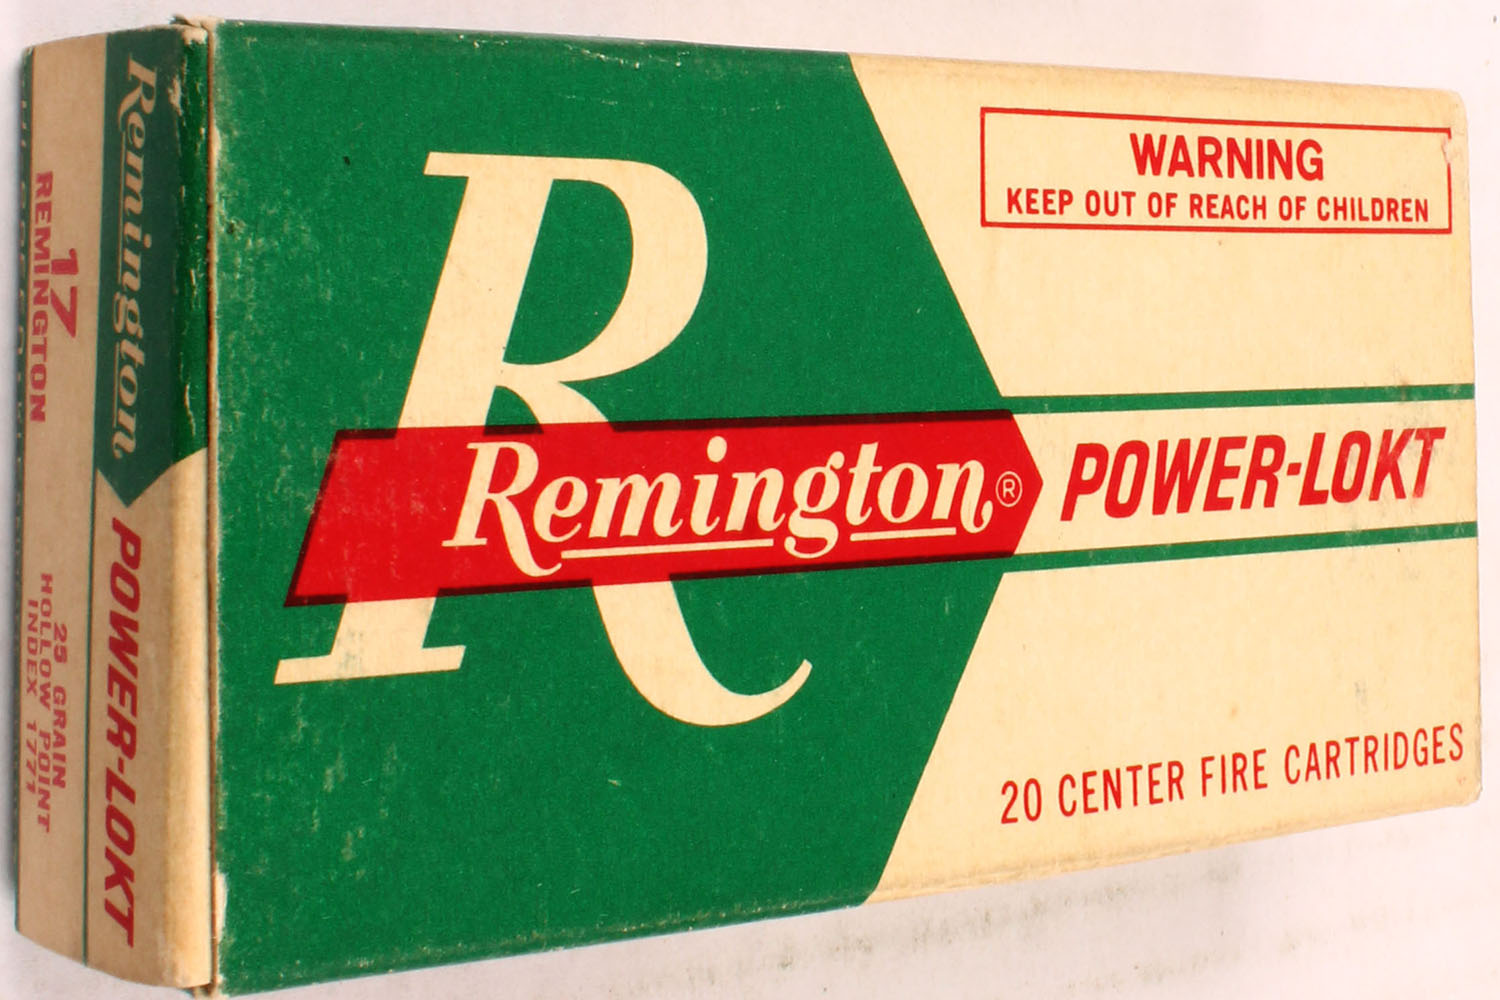 WARNING
KEEP OUT OF REACH OF CHILDREN
R
Remington®
POWER-LOKT
20 CENTER FIRE CARTRIDGES
Remington
POWER-LOKT
17
REMINGTON
25 GRAIN
HOLLOW POINT
INDEX 1771